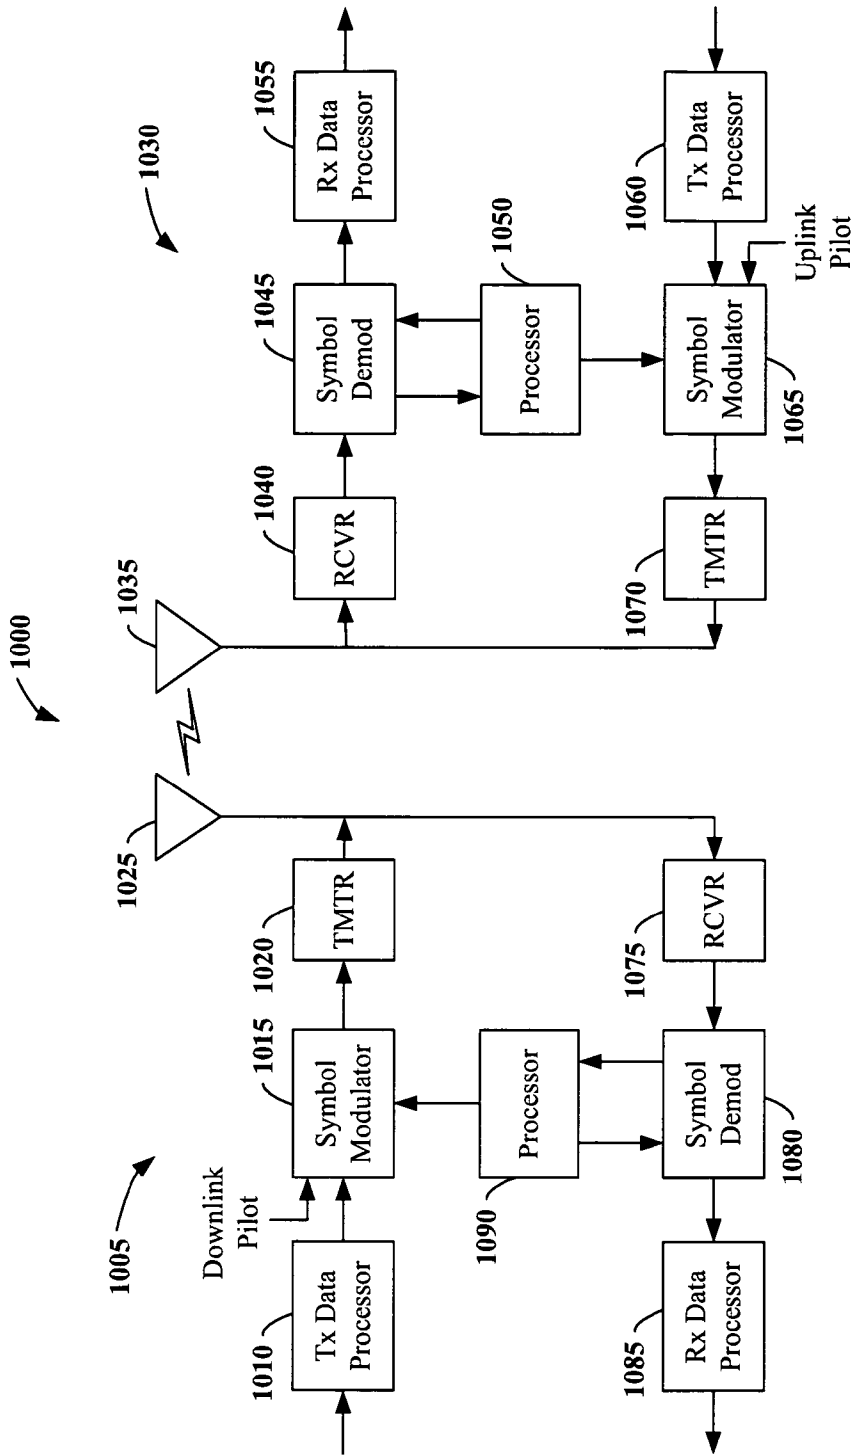 1000
1005
1030
1025
1035
Downlink
Pilot
1010
Tx Data
Processor
1015
Symbol
Modulator
1020
TMTR
1040
RCVR
1045
Symbol
Demod
1055
Rx Data
Processor
1090
Processor
1050
Processor
1085
Rx Data
Processor
1080
Symbol
Demod
1075
RCVR
1070
TMTR
1065
Symbol
Modulator
1060
Tx Data
Processor
Uplink
Pilot